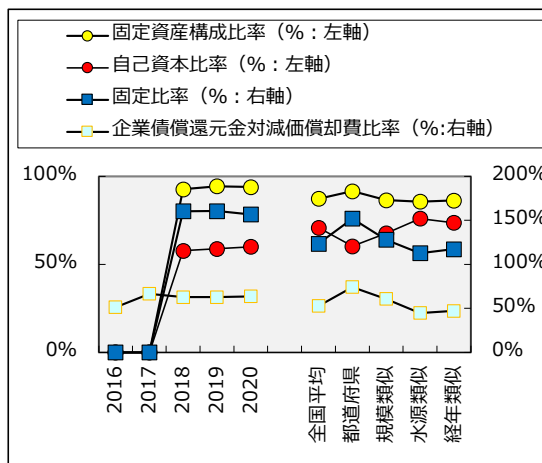 固定資産構成比率（%：左軸）
自己資本比率（%：左軸）
固定比率（%：右軸）
企業債償還元金対減価償却費比率（%:右軸）
100%
50%
0%
200%
150%
100%
50%
0%
2016
2017
2018
2019
2020
全国平均
都道府県
規模類似
水源類似
経年類似